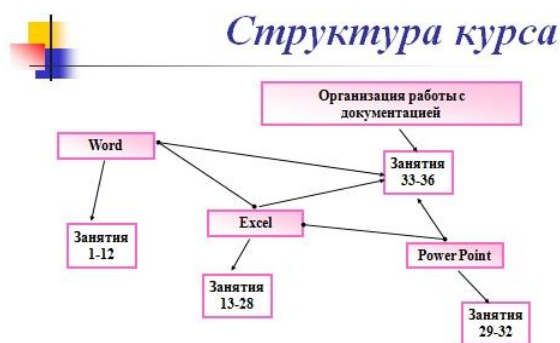 Структура курса
Организация работы с
документацией
Word
Занятия
33-36
Excel
Занятия
1-12
PowerPoint
Занятия
13-28
Занятия
29-32